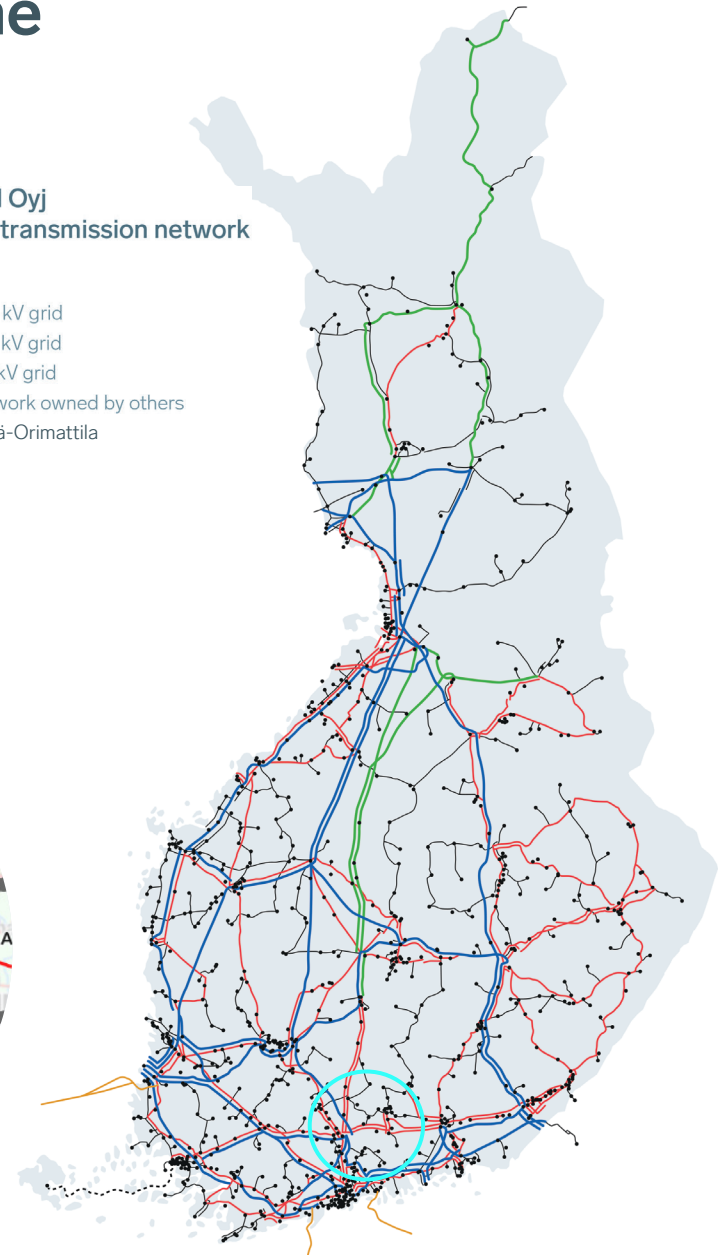 ne
l Oyj
transmission network
kV grid
kV grid
kV grid
work owned by others
ä-Orimattila
A